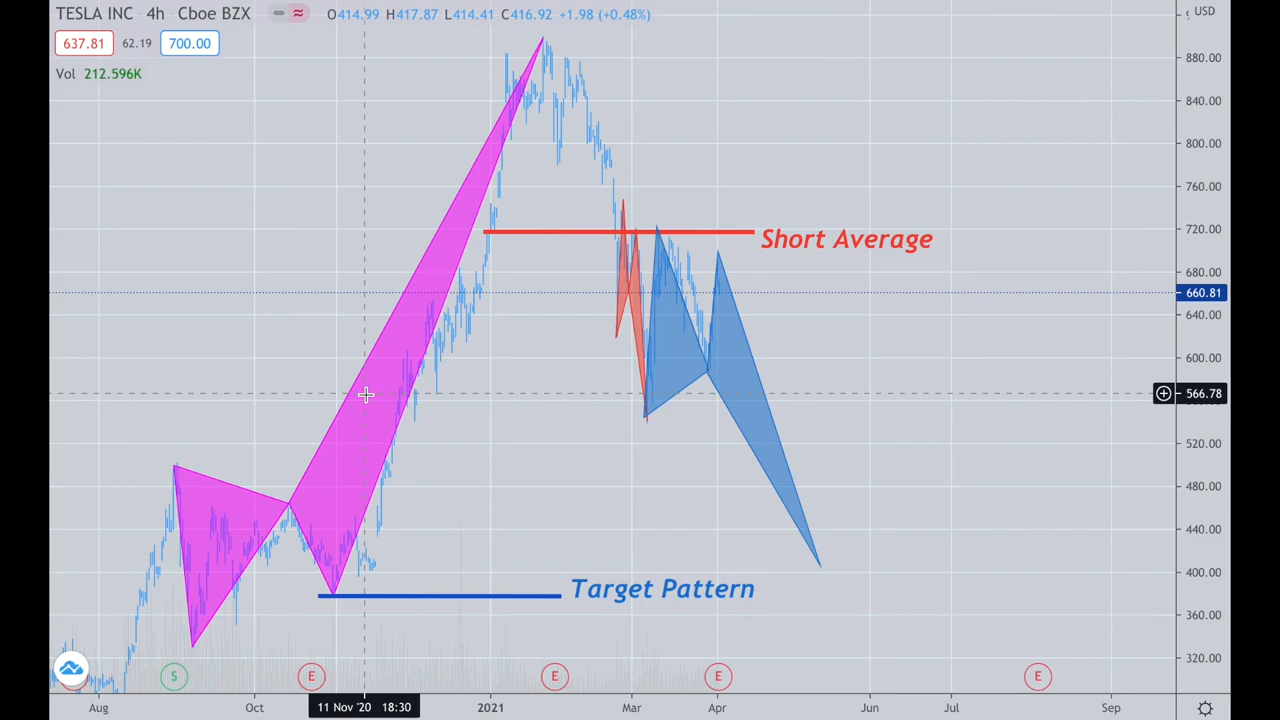 TESLA INC · 4h · Cboe BZX
O414.99 H417.87 L414.41 C416.92 +1.98 (+0.48%)
USD
637.81 62.19 700.00
Vol 212.596K
880.00
840.00
800.00
760.00
720.00
Short Average
680.00
660.81
640.00
600.00
566.78
520.00
480.00
440.00
400.00
Target Pattern
360.00
320.00
S E E E E
Aug Oct 11 Nov '20 18:30 2021 Mar Apr Jun Jul Sep